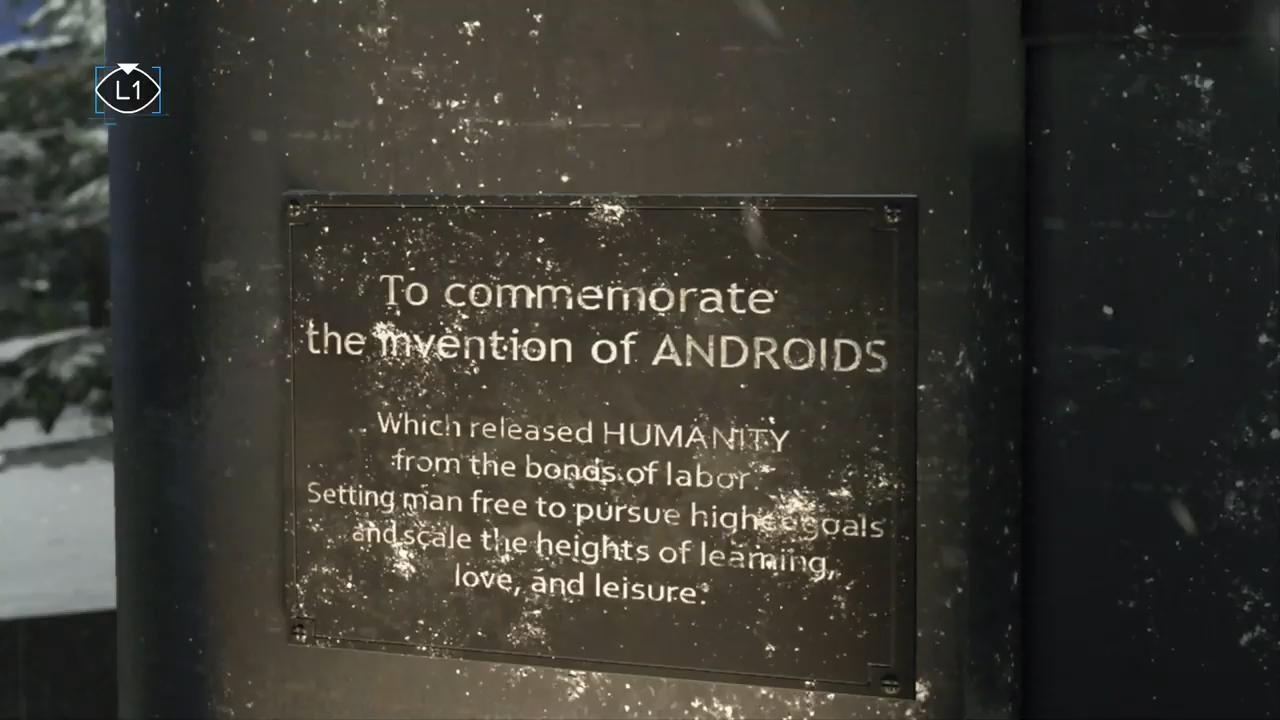 L1
To commemorate
the invention of ANDROIDS
Which released HUMANITY
from the bonds of labor.
Setting man free to pursue higher goals
and scale the heights of learning,
love, and leisure.